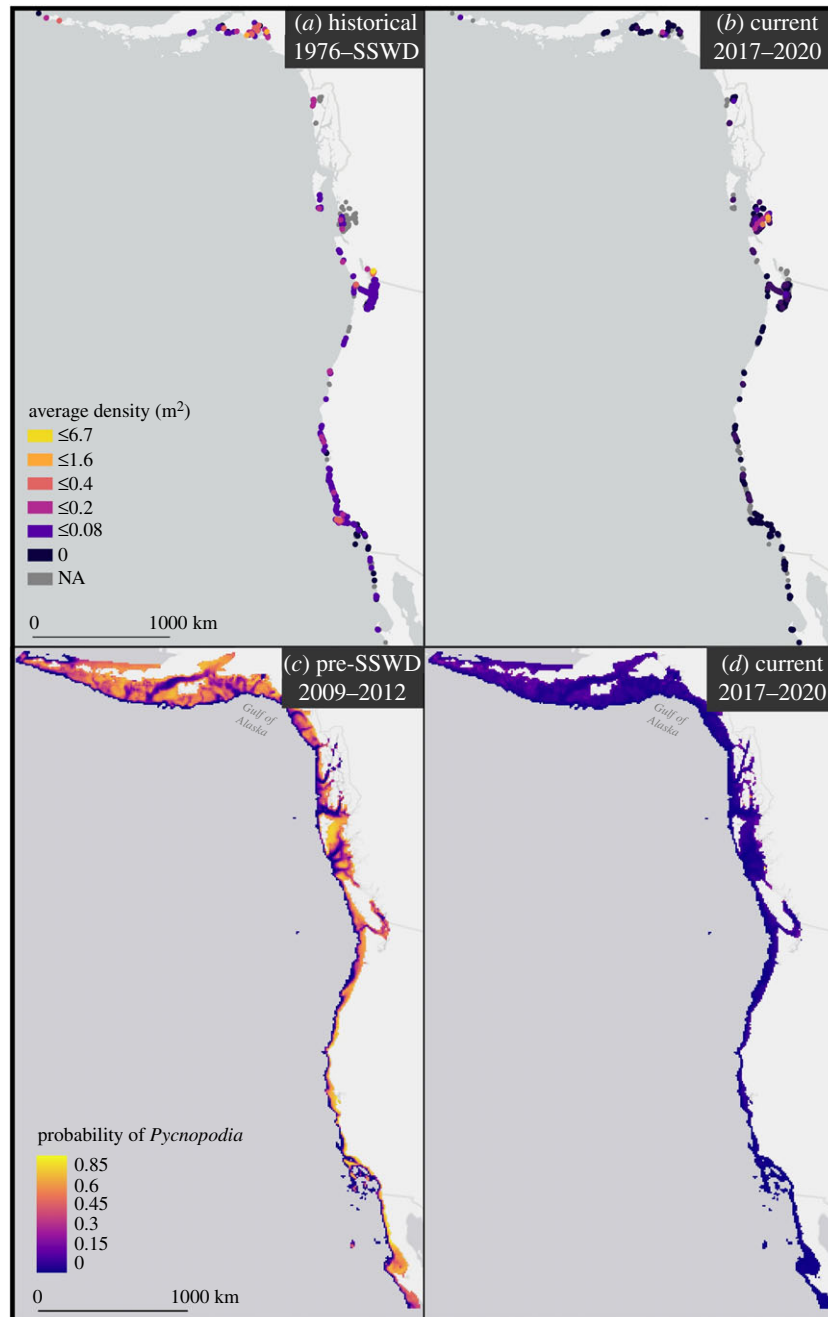 (a) historical
1976–SSWD
(b) current
2017–2020
average density (m²)
≤6.7
≤1.6
≤0.4
≤0.2
≤0.08
0
NA
0 1000 km
(c) pre-SSWD
2009–2012
Gulf of
Alaska
(d) current
2017–2020
Gulf of
Alaska
probability of Pycnopodia
0.85
0.6
0.45
0.3
0.15
0
0 1000 km